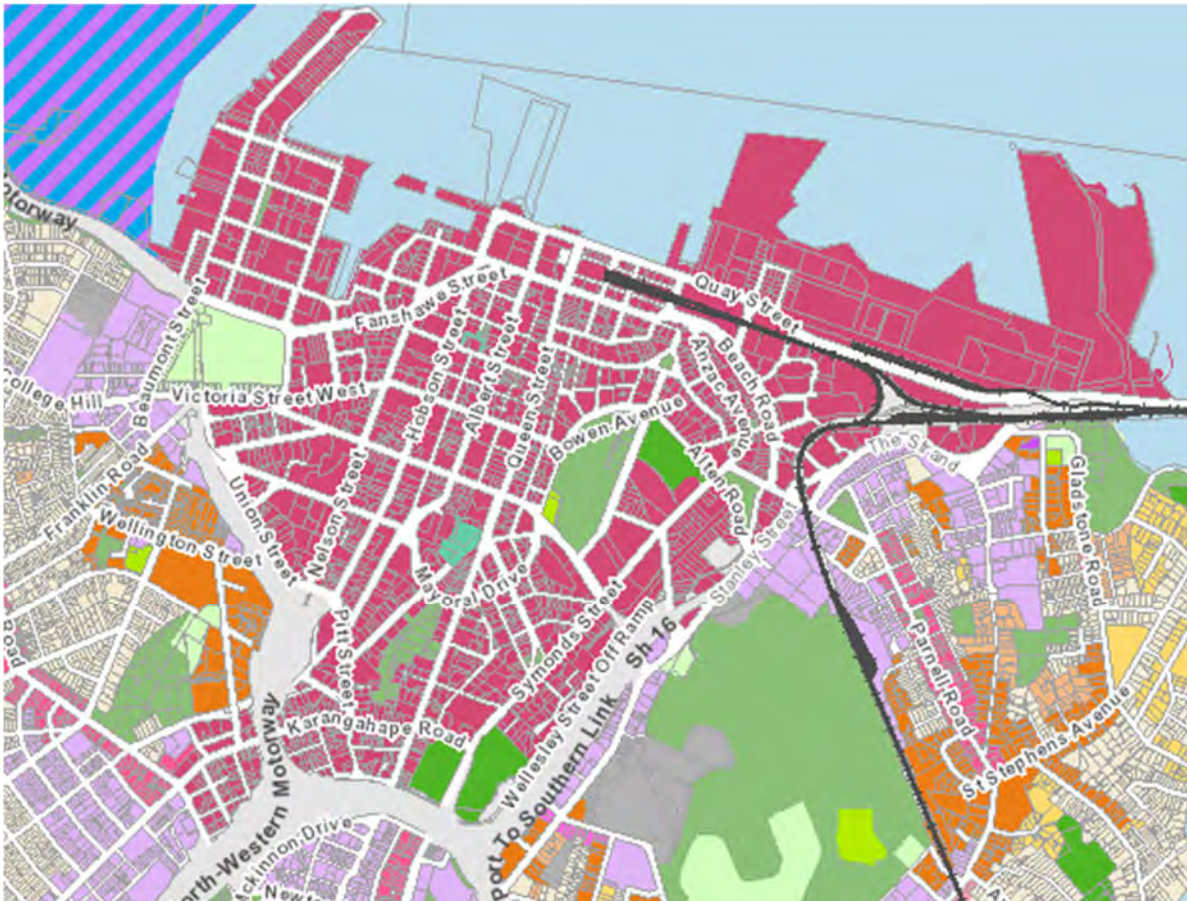 otorway
Quay Street
Fanshawe Street
Beaumont Street
Hobson Street
Albert Street
Queen Street
Beach Road
Anzac Avenue
College Hill
Victoria Street West
Bowen Avenue
Alten Road
The Strand
Franklin Road
Wellington Street
Union Street
Nelson Street
Mayoral Drive
Stanley Street
Gladstone Road
Pitt Street
Symonds Street
Wellesley Street Off Ramp
Sh 16
Parnell Road
Karangahape Road
St Stephens Avenue
North-Western Motorway
port To Southern Link
ckinnon Drive
Newt